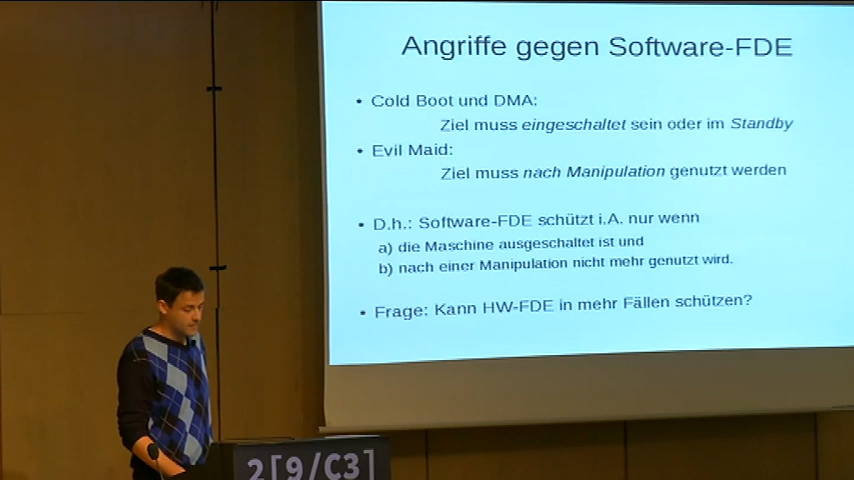 Angriffe gegen Software-FDE
• Cold Boot und DMA:
Ziel muss eingeschaltet sein oder im Standby
• Evil Maid:
Ziel muss nach Manipulation genutzt werden
• D.h.: Software-FDE schützt i.A. nur wenn
a) die Maschine ausgeschaltet ist und
b) nach einer Manipulation nicht mehr genutzt wird.
• Frage: Kann HW-FDE in mehr Fällen schützen?
2[9/C3]